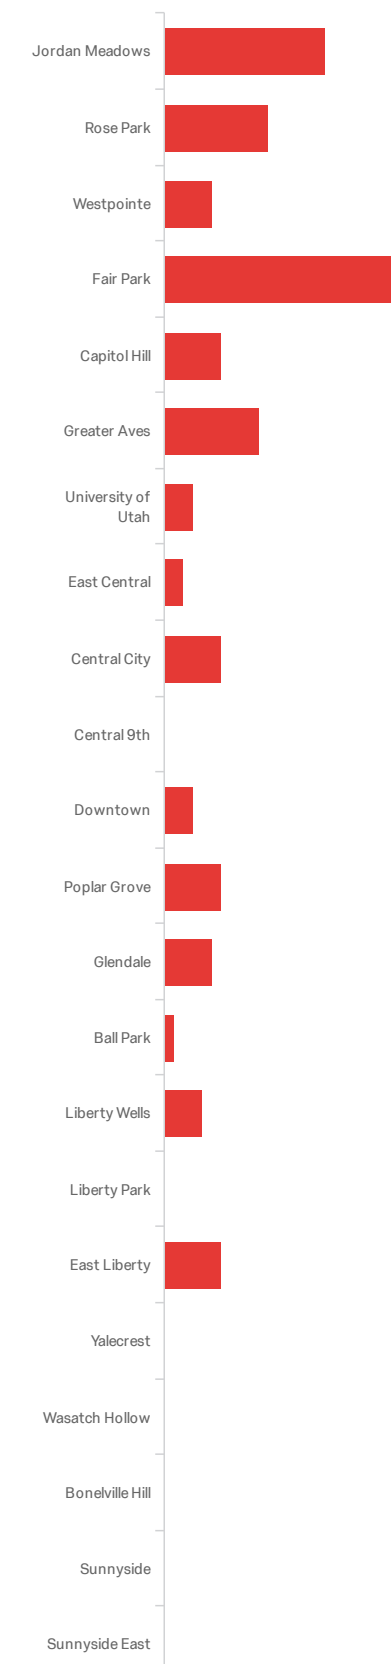 Jordan Meadows
Rose Park
Westpointe
Fair Park
Capitol Hill
Greater Aves
University of
Utah
East Central
Central City
Central 9th
Downtown
Poplar Grove
Glendale
Ball Park
Liberty Wells
Liberty Park
East Liberty
Yalecrest
Wasatch Hollow
Bonelville Hill
Sunnyside
Sunnyside East